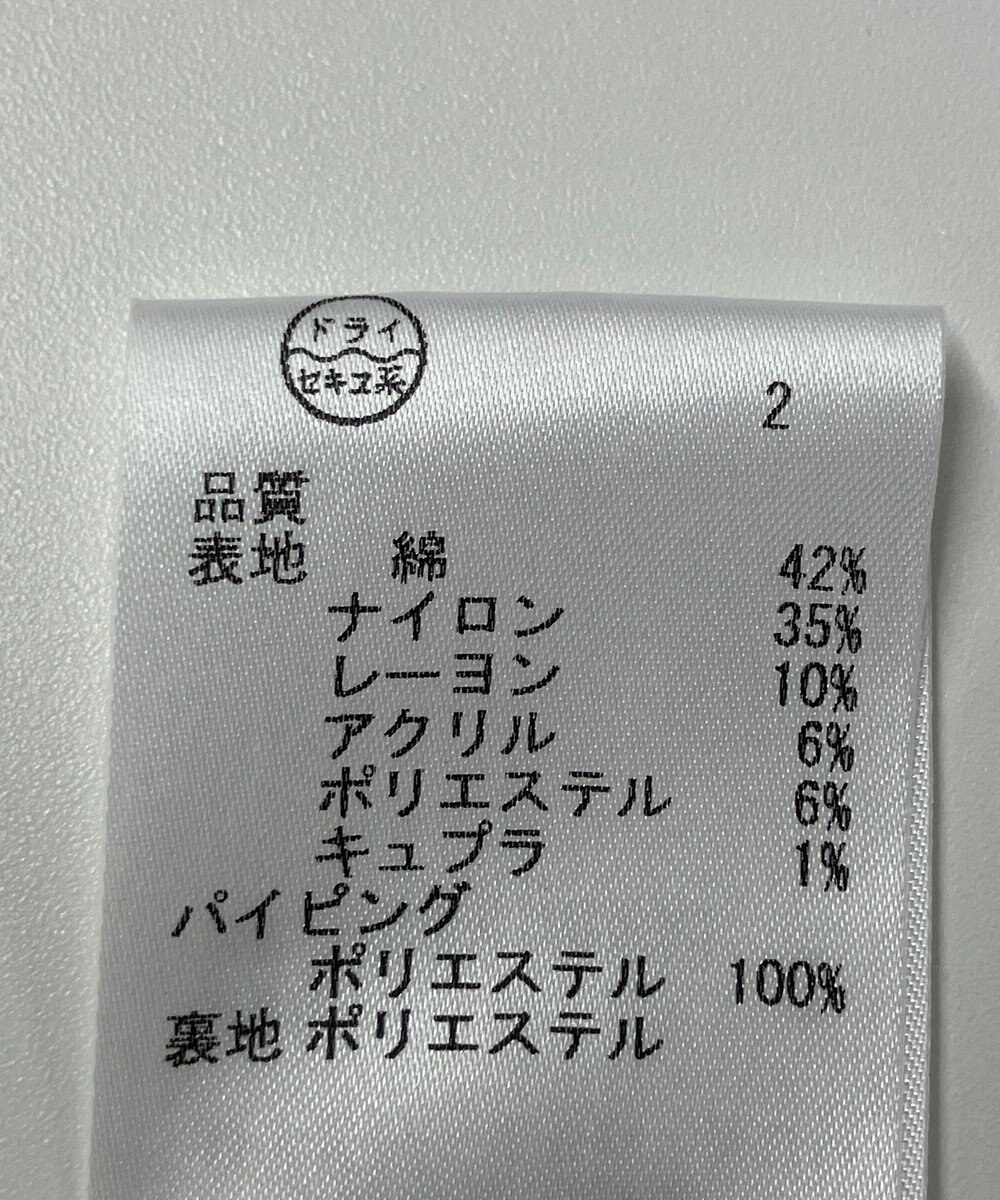 ドライ
セキユ系
2
品質
表地 綿 42%
ナイロン 35%
レーヨン 10%
アクリル 6%
ポリエステル 6%
キュプラ 1%
パイピング
ポリエステル 100%
裏地 ポリエステル